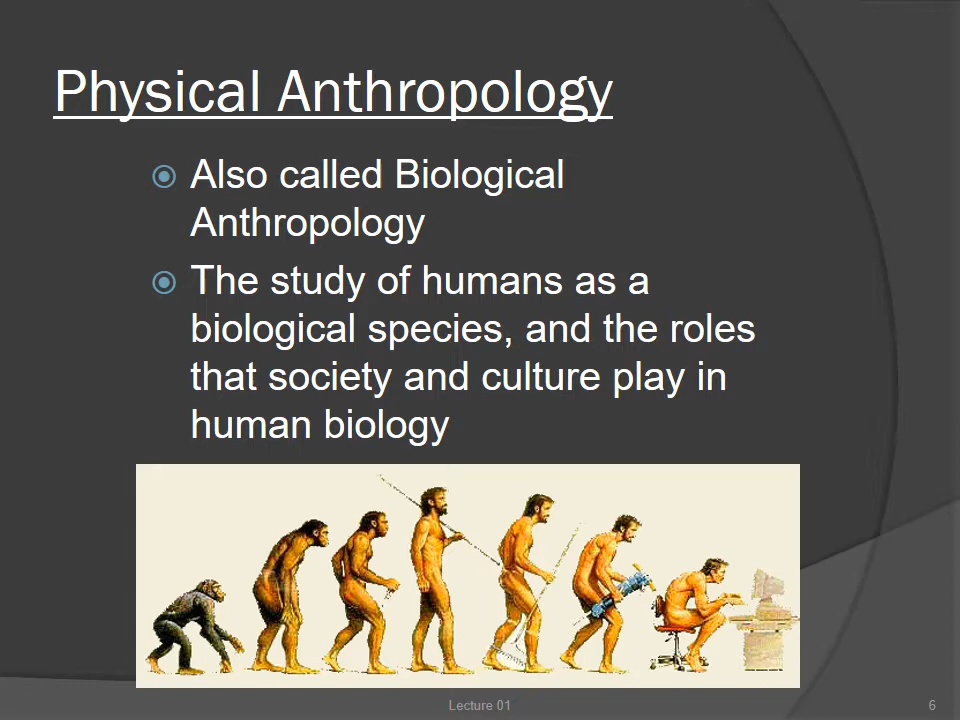 Physical Anthropology
Also called Biological
Anthropology
The study of humans as a
biological species, and the roles
that society and culture play in
human biology
Lecture 01
6